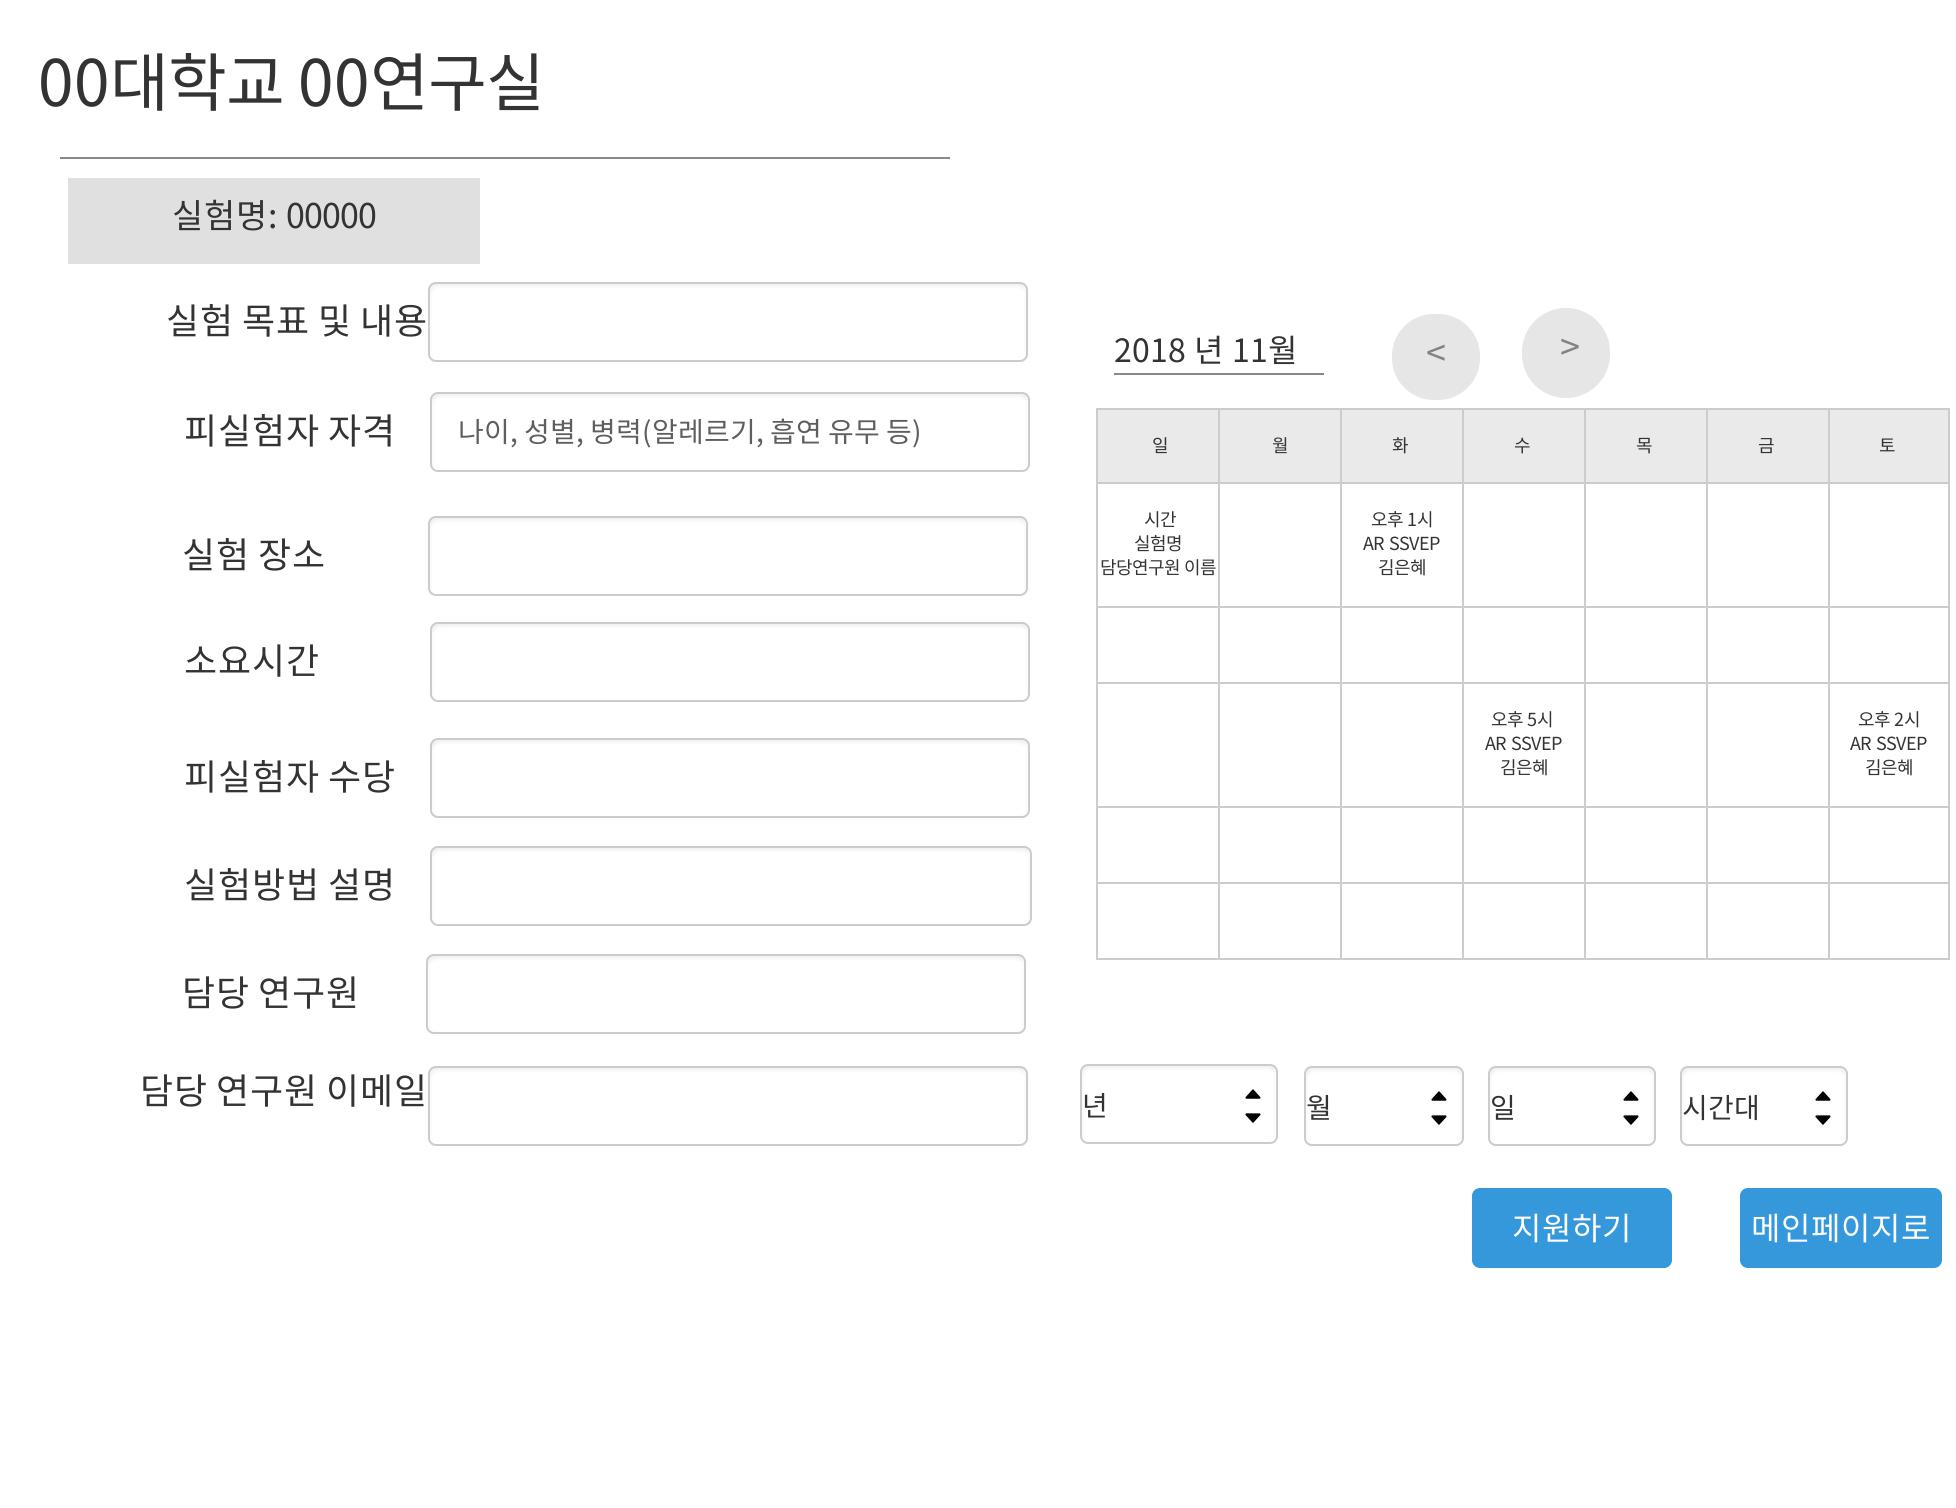 00대학교 00연구실
실험명: 00000
실험 목표 및 내용
피실험자 자격
나이, 성별, 병력(알레르기, 흡연 유무 등)
실험 장소
소요시간
피실험자 수당
실험방법 설명
담당 연구원
담당 연구원 이메일
2018 년 11월
<
>
일 월 화 수 목 금 토
시간
실험명
담당연구원 이름
오후 1시
AR SSVEP
김은혜
오후 5시
AR SSVEP
김은혜
오후 2시
AR SSVEP
김은혜
년 월 일 시간대
지원하기 메인페이지로